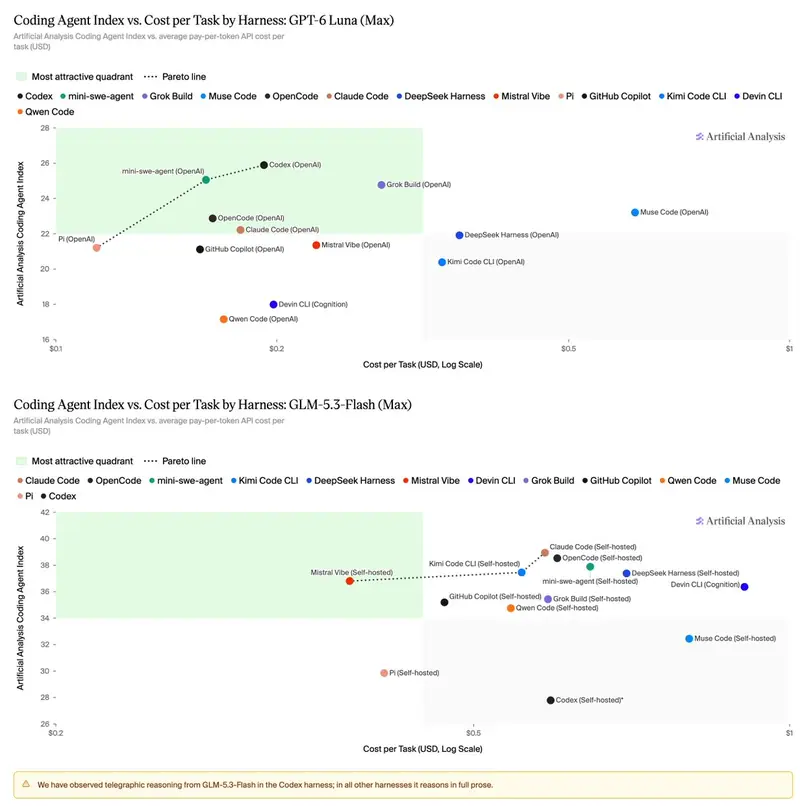 Coding Agent Index vs. Cost per Task by Harness: GPT-6 Luna (Max)
Artificial Analysis Coding Agent Index vs. average pay-per-token API cost per
task (USD)
Most attractive quadrant
Pareto line
Codex mini-swe-agent Grok Build Muse Code OpenCode Claude Code DeepSeek Harness Mistral Vibe Pi GitHub Copilot Kimi Code CLI Devin CLI
Qwen Code
Artificial Analysis
Artificial Analysis Coding Agent Index
28
26
24
22
20
18
16
mini-swe-agent (OpenAI)
Codex (OpenAI)
Grok Build (OpenAI)
OpenCode (OpenAI)
Claude Code (OpenAI)
Muse Code (OpenAI)
Pi (OpenAI)
GitHub Copilot (OpenAI)
Mistral Vibe (OpenAI)
DeepSeek Harness (OpenAI)
Kimi Code CLI (OpenAI)
Devin CLI (Cognition)
Qwen Code (OpenAI)
$0.1 $0.2 $0.5 $1
Cost per Task (USD, Log Scale)
Coding Agent Index vs. Cost per Task by Harness: GLM-5.3-Flash (Max)
Artificial Analysis Coding Agent Index vs. average pay-per-token API cost per
task (USD)
Most attractive quadrant
Pareto line
Claude Code OpenCode mini-swe-agent Kimi Code CLI DeepSeek Harness Mistral Vibe Devin CLI Grok Build GitHub Copilot Qwen Code Muse Code
Pi Codex
Artificial Analysis
Artificial Analysis Coding Agent Index
42
40
38
36
34
30
28
26
Claude Code (Self-hosted)
OpenCode (Self-hosted)
Kimi Code CLI (Self-hosted)
Mistral Vibe (Self-hosted)
DeepSeek Harness (Self-hosted)
mini-swe-agent (Self-hosted)
Devin CLI (Cognition)
GitHub Copilot (Self-hosted)
Grok Build (Self-hosted)
Qwen Code (Self-hosted)
Muse Code (Self-hosted)
Pi (Self-hosted)
Codex (Self-hosted)*
$0.2 $0.5 $1
Cost per Task (USD, Log Scale)
We have observed telegraphic reasoning from GLM-5.3-Flash in the Codex harness; in all other harnesses it reasons in full prose.